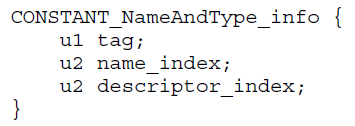 CONSTANT_NameAndType_info {
    u1 tag;
    u2 name_index;
    u2 descriptor_index;
}